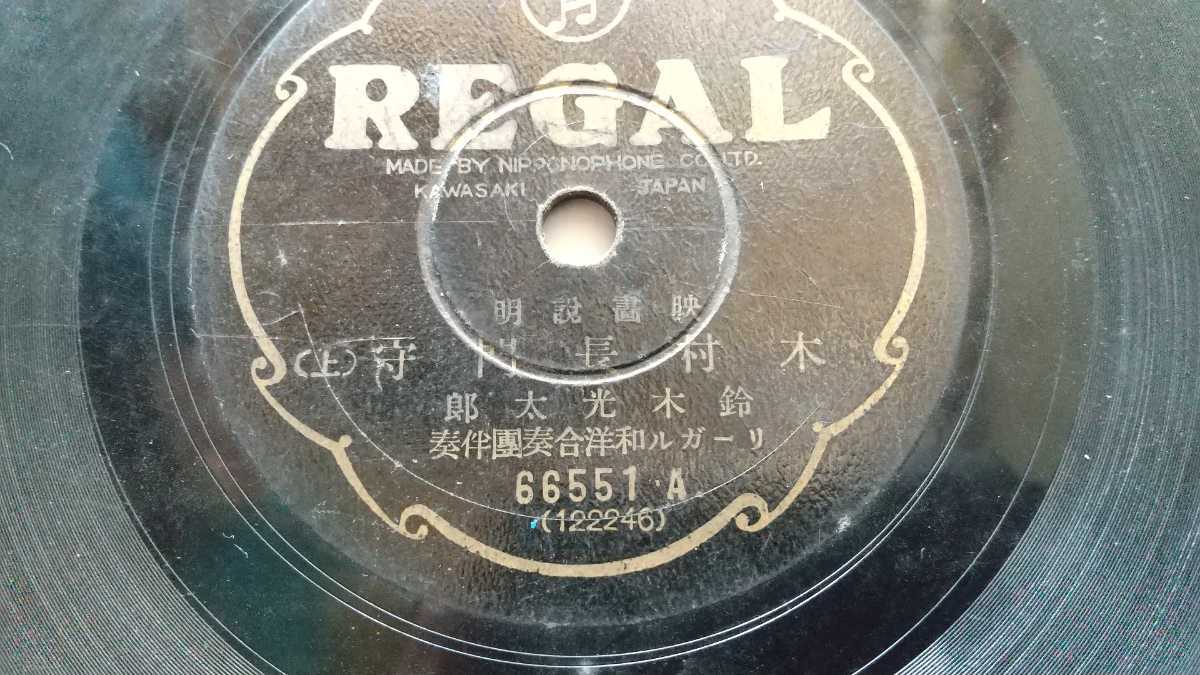 REGAL
MADE BY NIPPONOPHONE CO. LTD.
KAWASAKI JAPAN
映畫說明
木村長門守(上)
鈴木光太郎
リーガル和洋合奏團伴奏
66551・A
(122246)